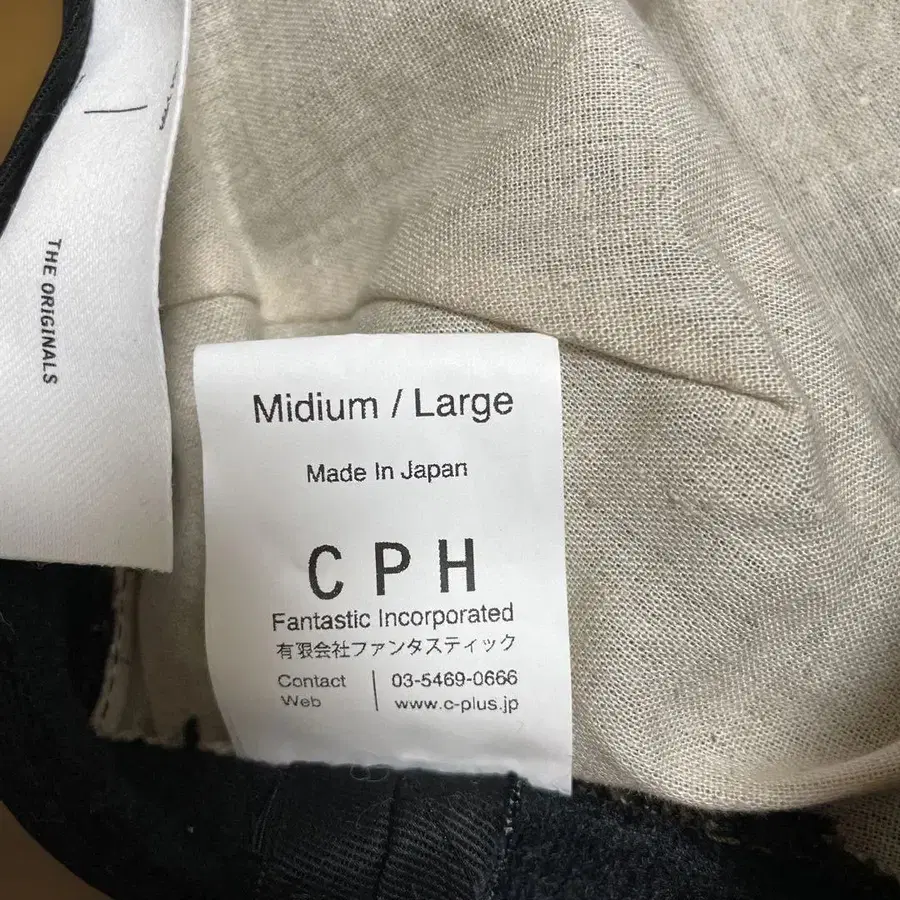 THE ORIGINALS
Midium / Large
Made In Japan
CPH
Fantastic Incorporated
有限会社ファンタスティック
Contact | 03-5469-0666
Web | www.c-plus.jp